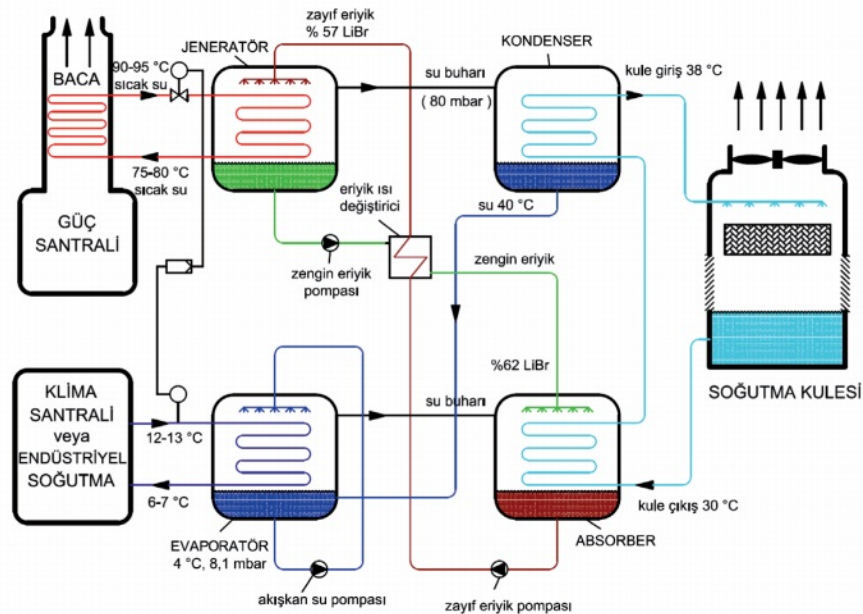 zayıf eriyik
% 57 LiBr
JENERATÖR
KONDENSER
BACA
90-95 °C
sıcak su
su buharı
( 80 mbar )
kule giriş 38 °C
75-80 °C
sıcak su
eriyik ısı
değiştirici
su 40 °C
GÜÇ
SANTRALİ
zengin eriyik
pompası
zengin eriyik
%62 LiBr
SOĞUTMA KULESİ
KLİMA
SANTRALİ
veya
ENDÜSTRİYEL
SOĞUTMA
12-13 °C
6-7 °C
su buharı
kule çıkış 30 °C
EVAPORATÖR
4 °C, 8,1 mbar
ABSORBER
akışkan su pompası
zayıf eriyik pompası